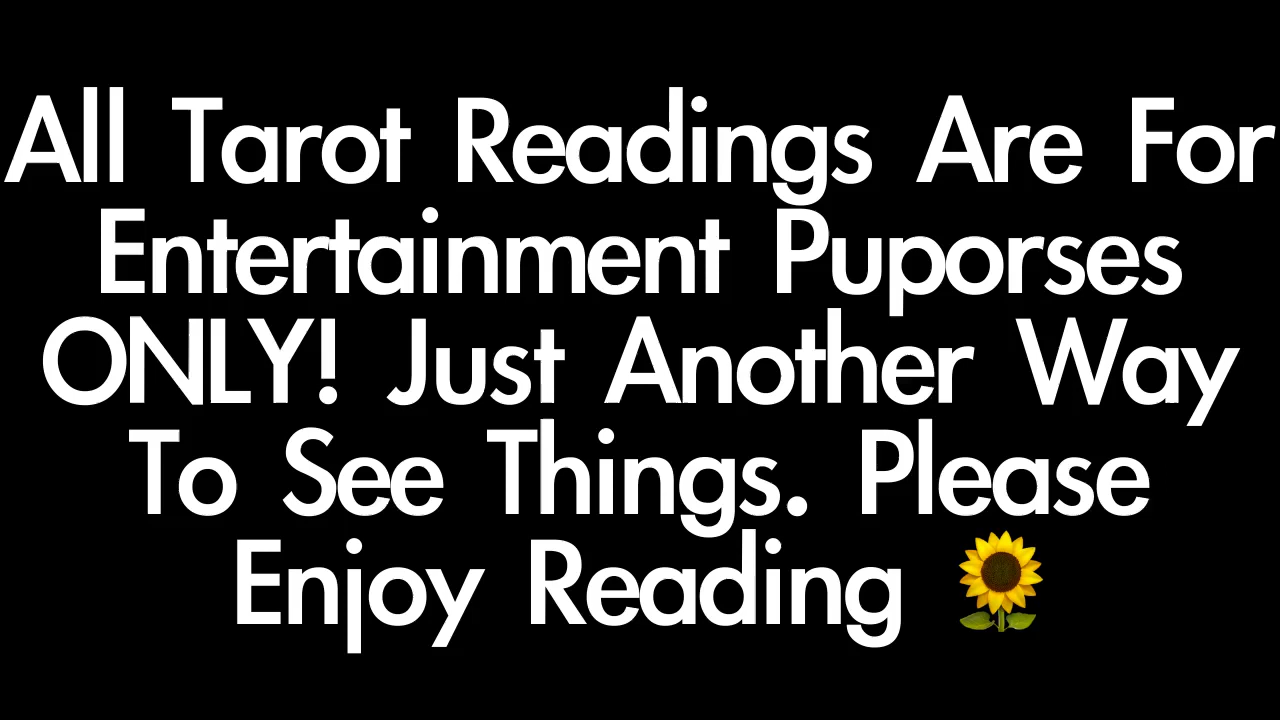 All Tarot Readings Are For
Entertainment Puporses
ONLY! Just Another Way
To See Things. Please
Enjoy Reading 🌻